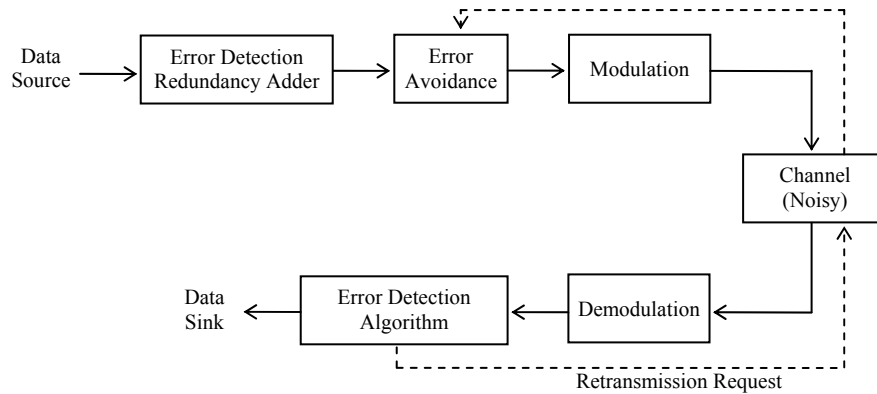 Data
Source
Error Detection
Redundancy Adder
Error
Avoidance
Modulation
Channel
(Noisy)
Data
Sink
Error Detection
Algorithm
Demodulation
Retransmission Request